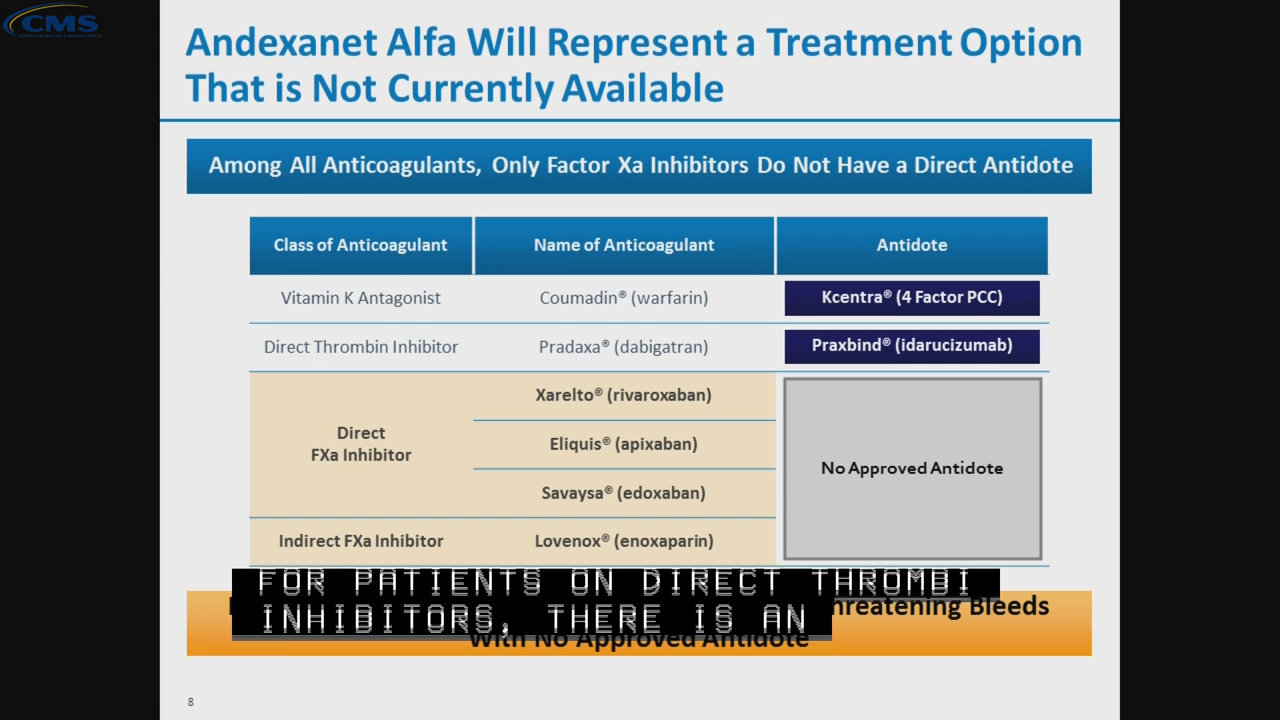 CMS
Andexanet Alfa Will Represent a Treatment Option
That is Not Currently Available
Among All Anticoagulants, Only Factor Xa Inhibitors Do Not Have a Direct Antidote
Class of Anticoagulant Name of Anticoagulant Antidote
Vitamin K Antagonist Coumadin® (warfarin) Kcentra® (4 Factor PCC)
Direct Thrombin Inhibitor Pradaxa® (dabigatran) Praxbind® (idarucizumab)
Xarelto® (rivaroxaban)
Direct
FXa Inhibitor
Eliquis® (apixaban)
No Approved Antidote
Savaysa® (edoxaban)
Indirect FXa Inhibitor Lovenox® (enoxaparin)
FOR PATIENTS ON DIRECT THROMBI
INHIBITORS, THERE IS AN
Bleeds
With No Approved Antidote
8